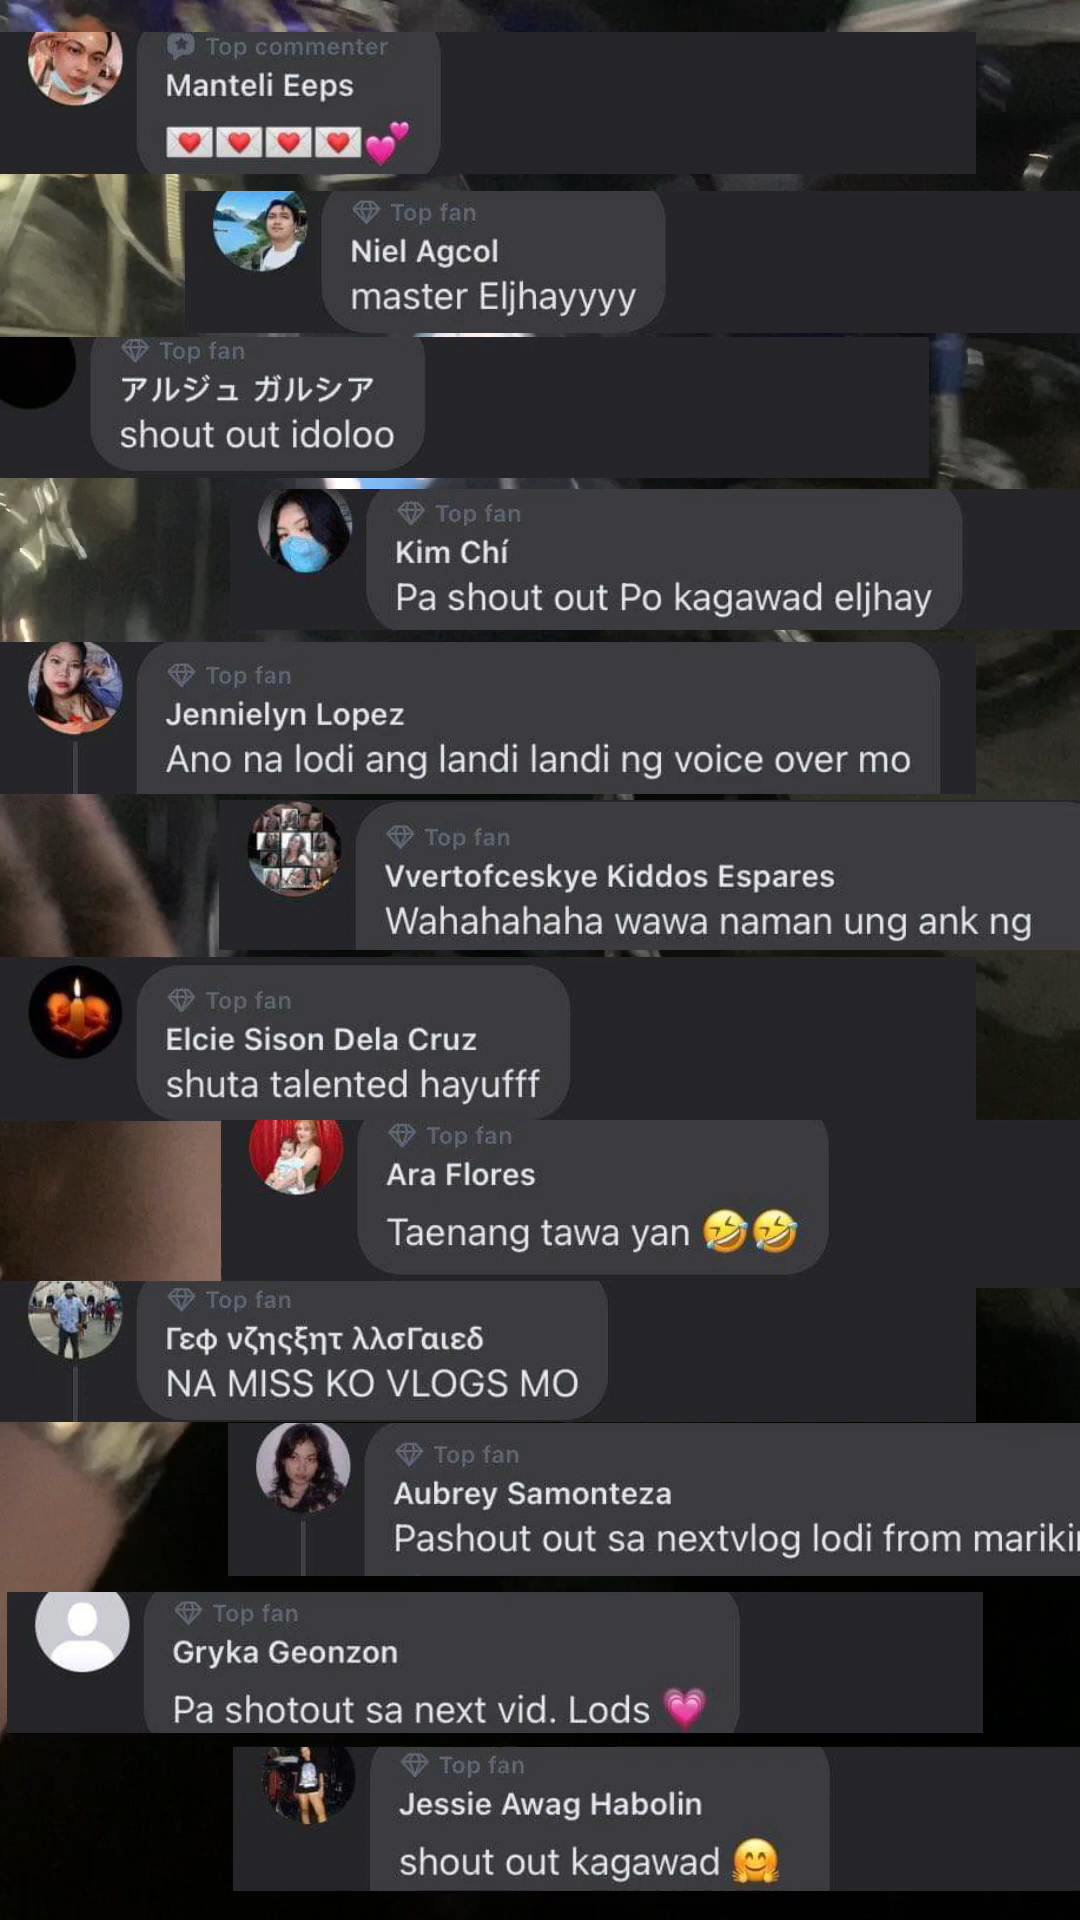 Top commenter
Manteli Eeps
💌💌💌💌💕
Top fan
Niel Agcol
master Eljhayyyy
Top fan
アルジュ ガルシア
shout out idoloo
Top fan
Kim Chí
Pa shout out Po kagawad eljhay
Top fan
Jennielyn Lopez
Ano na lodi ang landi landi ng voice over mo
Top fan
Vvertofceskye Kiddos Espares
Wahahahaha wawa naman ung ank ng
Top fan
Elcie Sison Dela Cruz
shuta talented hayufff
Top fan
Ara Flores
Taenang tawa yan 🤣🤣
Top fan
Γεφ νζηςξητ λλσΓαιεδ
NA MISS KO VLOGS MO
Top fan
Aubrey Samonteza
Pashout out sa nextvlog lodi from
Top fan
Gryka Geonzon
Pa shotout sa next vid. Lods 💗
Top fan
Jessie Awag Habolin
shout out kagawad 🤗